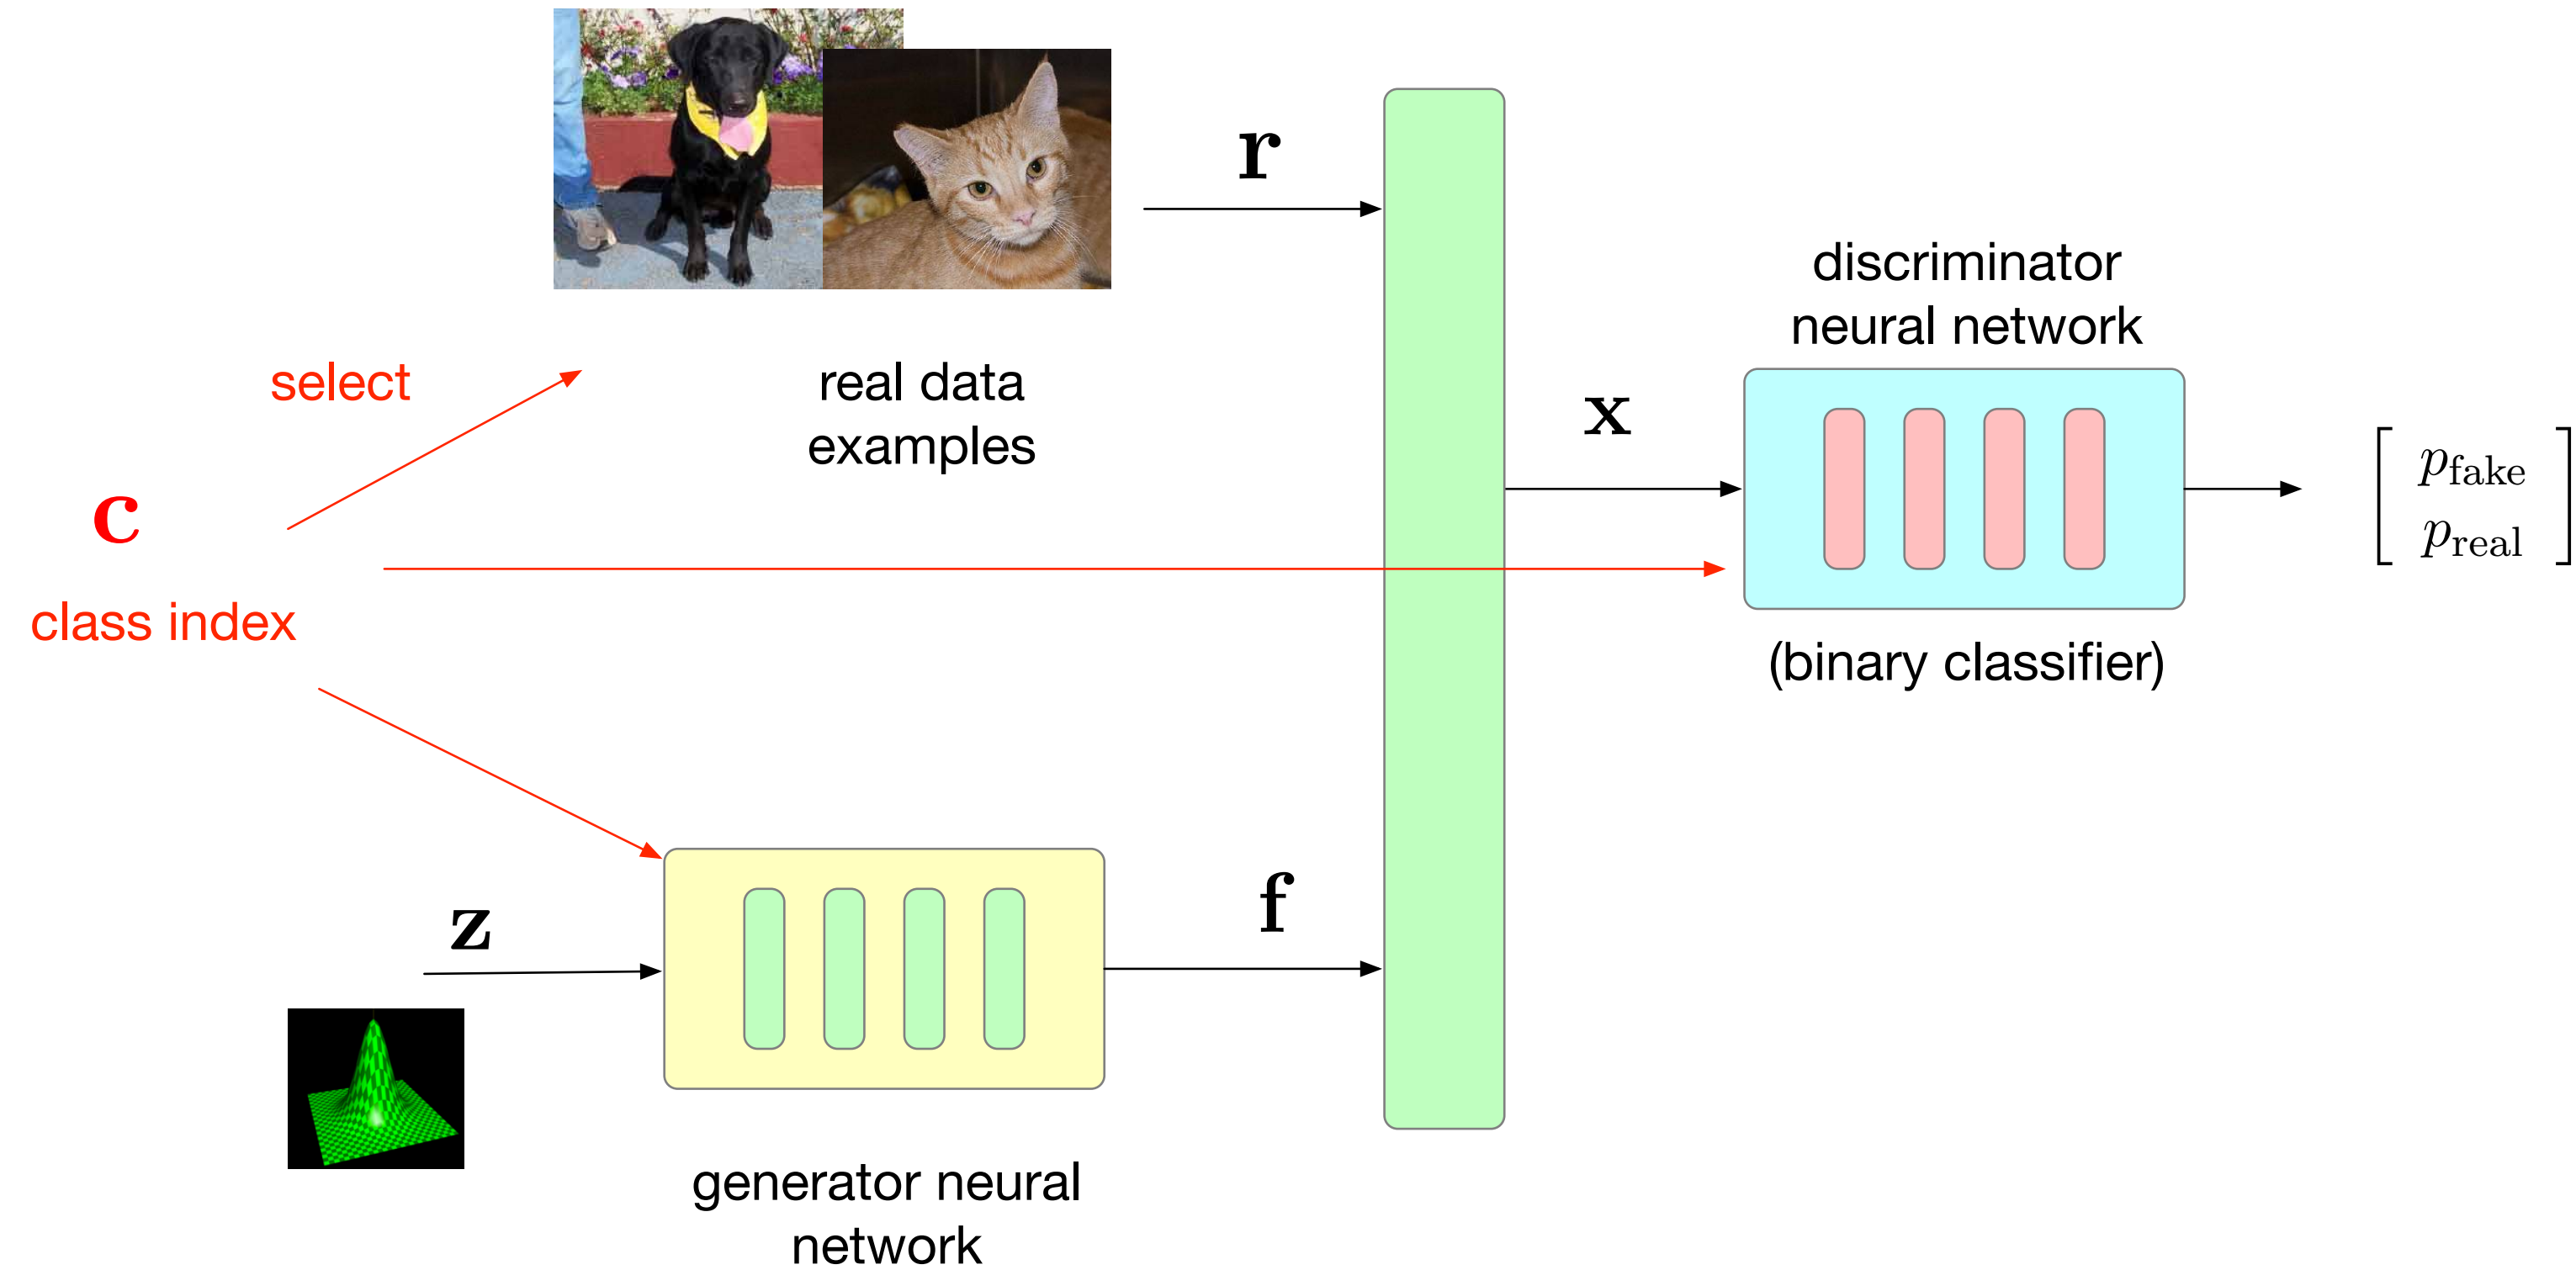 r
discriminator
neural network
select
real data
examples
x
p_fake
p_real
c
class index
(binary classifier)
z
f
generator neural
network